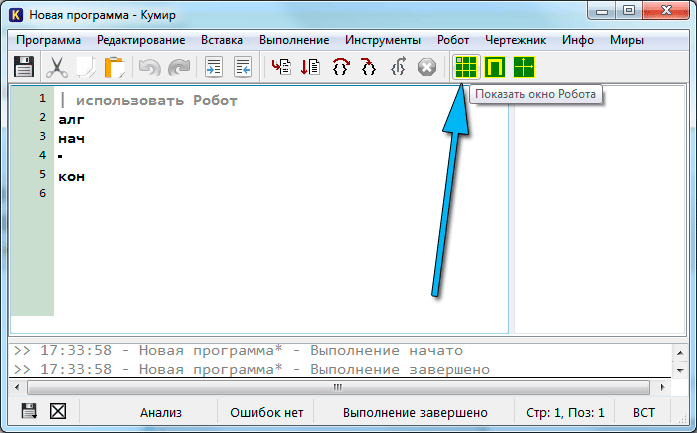 Новая программа - Кумир
Программа Редактирование Вставка Выполнение Инструменты Робот Чертежник Инфо Миры
Показать окно Робота
1 | использовать Робот
2 алг
3 нач
4
5 кон
6
>> 17:33:58 - Новая программа* - Выполнение начато
>> 17:33:58 - Новая программа* - Выполнение завершено
Анализ Ошибок нет Выполнение завершено Стр: 1, Поз: 1 ВСТ